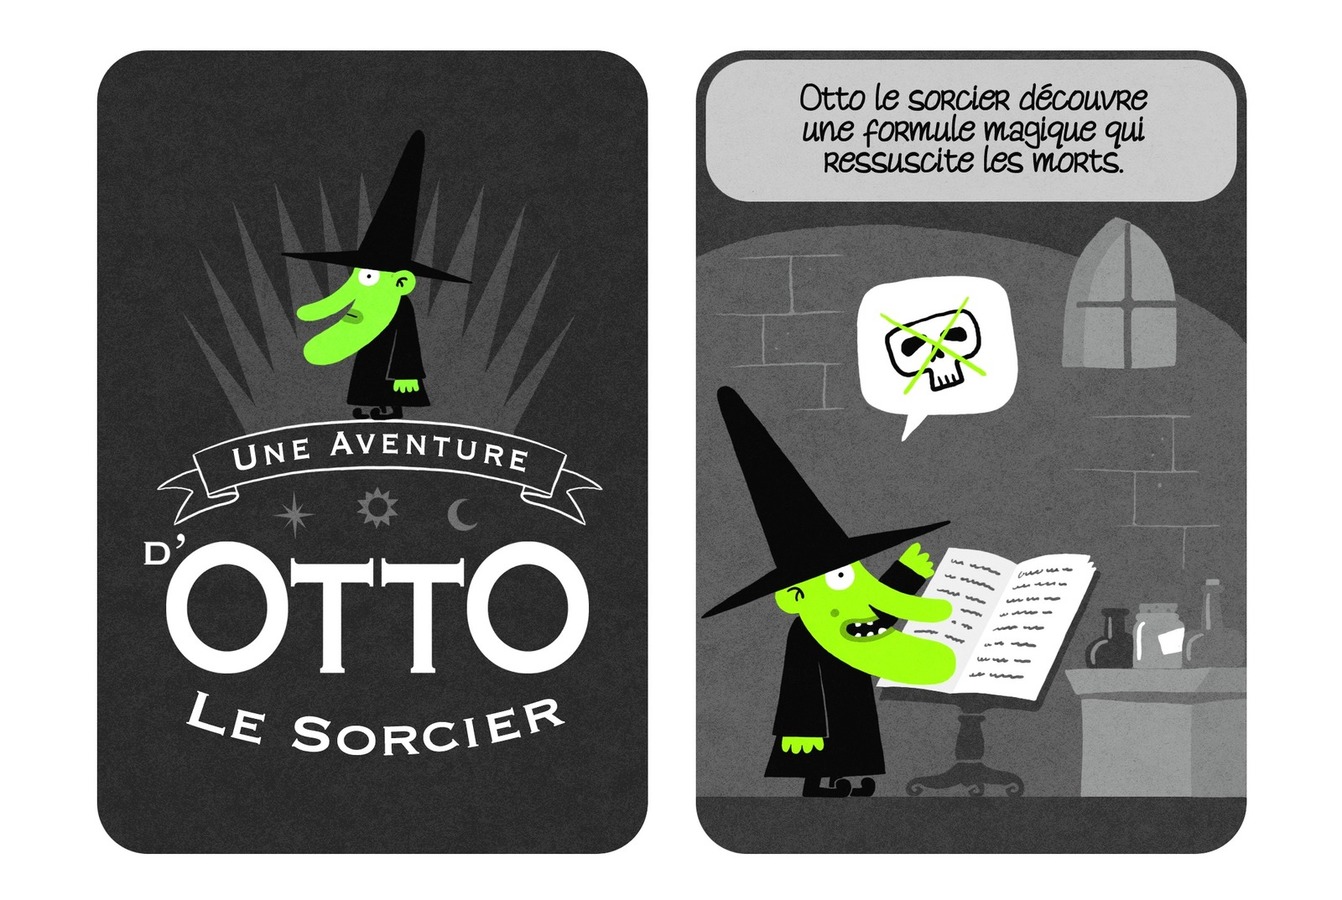 UNE AVENTURE
D'OTTO
LE SORCIER
Otto le sorcier découvre
une formule magique qui
ressuscite les morts.